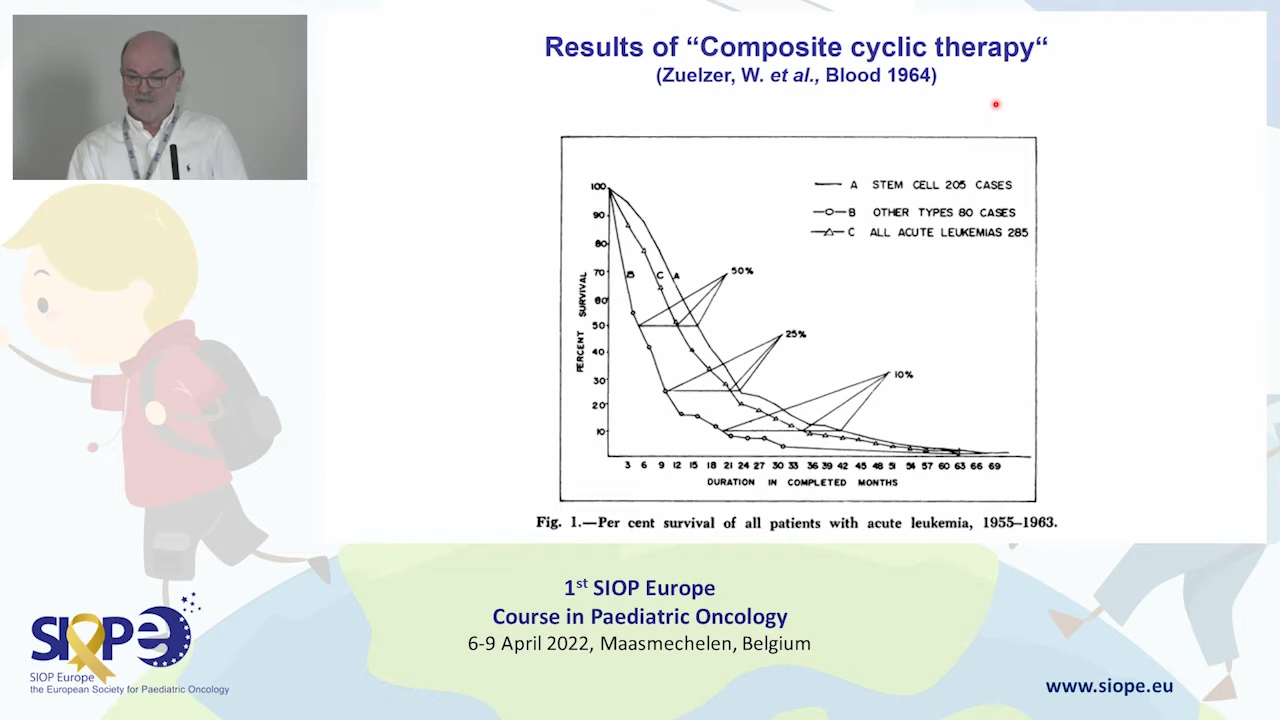 Results of “Composite cyclic therapy“
(Zuelzer, W. et al., Blood 1964)
A STEM CELL 205 CASES
B OTHER TYPES 80 CASES
C ALL ACUTE LEUKEMIAS 285
PERCENT SURVIVAL
100
90
80
70
60
50
40
30
20
10
B C A
50%
25%
10%
3 6 9 12 15 18 21 24 27 30 33 36 39 42 45 48 51 54 57 60 63 66 69
DURATION IN COMPLETED MONTHS
Fig. 1.—Per cent survival of all patients with acute leukemia, 1955–1963.
1st SIOP Europe
Course in Paediatric Oncology
6-9 April 2022, Maasmechelen, Belgium
SIOPe
SIOP Europe
the European Society for Paediatric Oncology
www.siope.eu